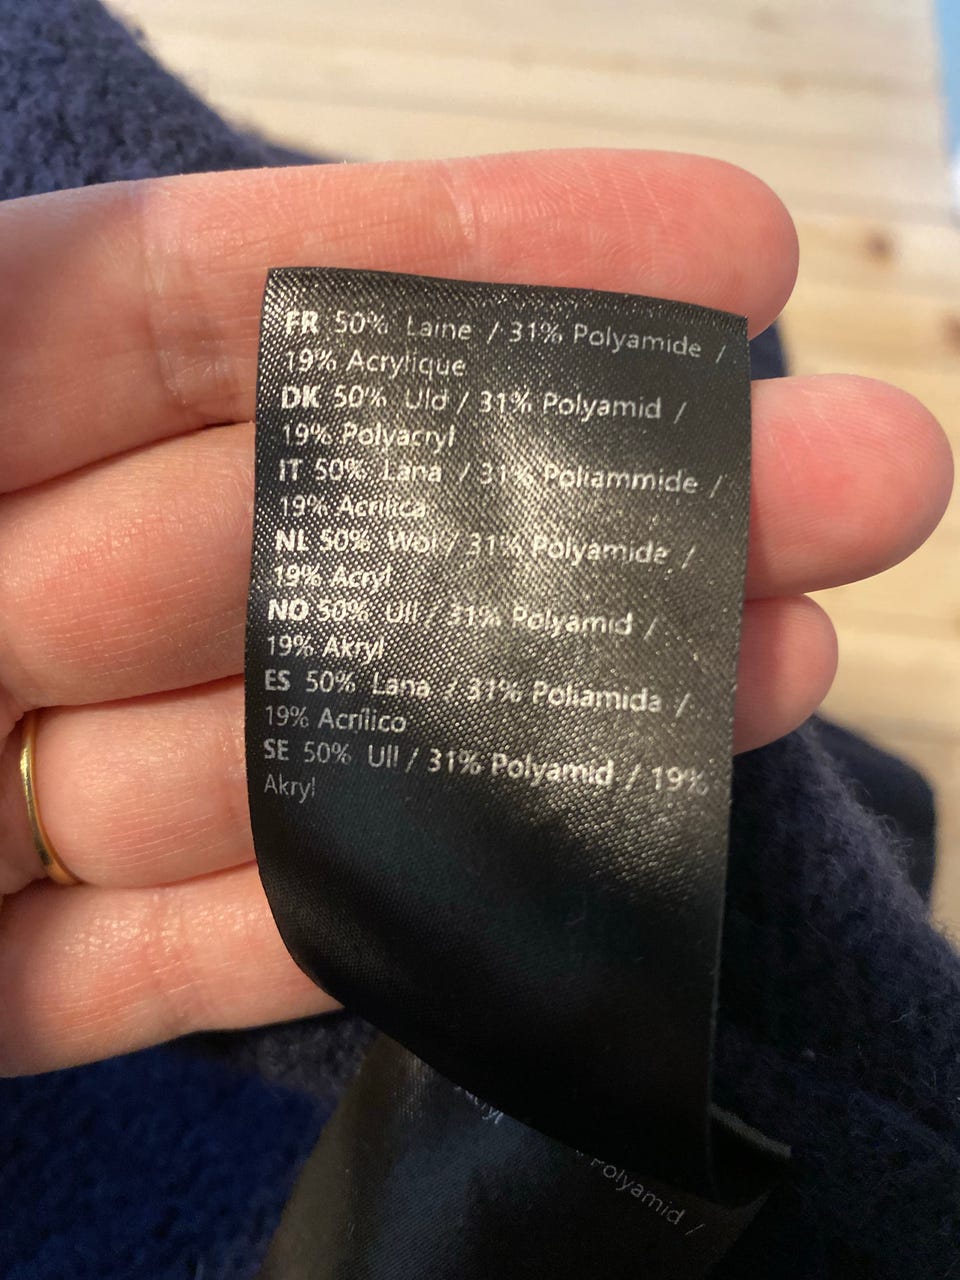 FR 50% Laine / 31% Polyamide /
19% Acrylique
DK 50% Uld / 31% Polyamid /
19% Polyacryl
IT 50% Lana / 31% Poliammide /
19% Acrilica
NL 50% Wol / 31% Polyamide /
19% Acryl
NO 50% Ull / 31% Polyamid /
19% Akryl
ES 50% Lana / 31% Poliamida /
19% Acrílico
SE 50% Ull / 31% Polyamid / 19%
Akryl
Polyamid /